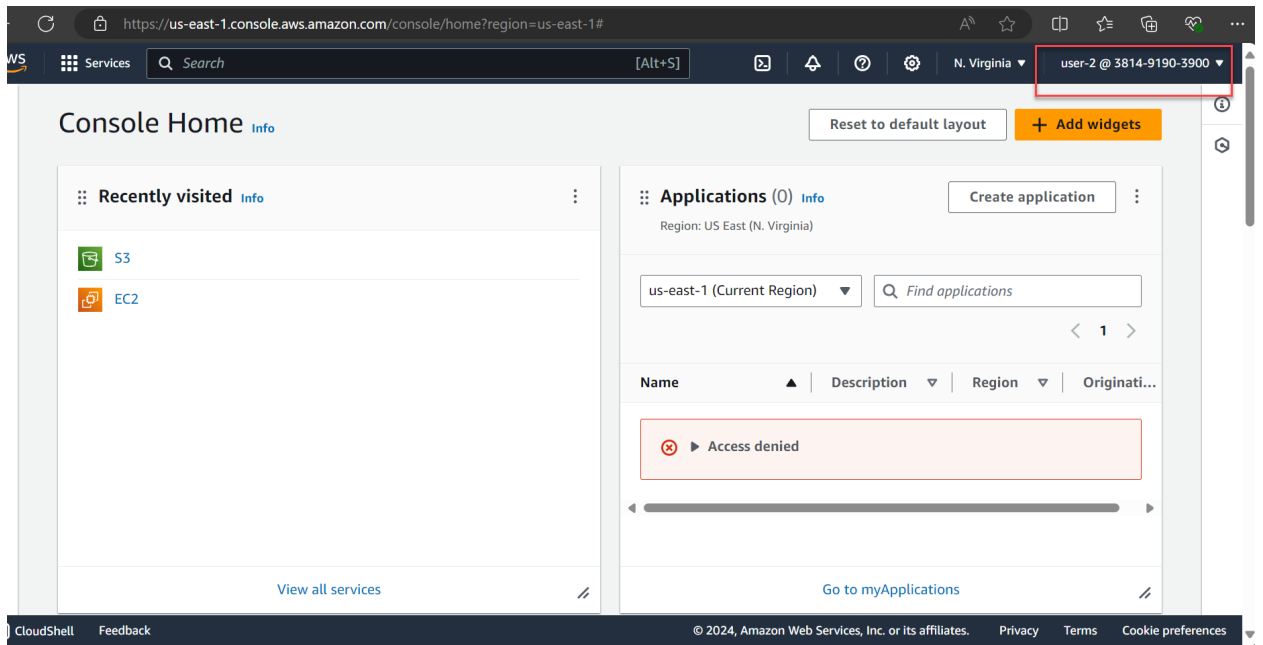 https://us-east-1.console.aws.amazon.com/console/home?region=us-east-1#
Services Search [Alt+S] N. Virginia user-2 @ 3814-9190-3900
Console Home Info
Reset to default layout
+ Add widgets
Recently visited Info
S3
EC2
View all services
Applications (0) Info
Create application
Region: US East (N. Virginia)
us-east-1 (Current Region)
Find applications
1
Name Description Region Originati...
Access denied
Go to myApplications
CloudShell Feedback © 2024, Amazon Web Services, Inc. or its affiliates. Privacy Terms Cookie preferences